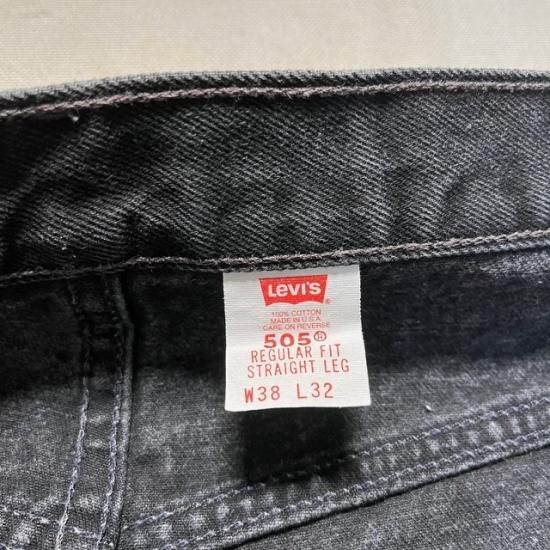 LEVI'S ®
100% COTTON
MADE IN U.S.A.
CARE ON REVERSE
505®
REGULAR FIT
STRAIGHT LEG
W38 L32